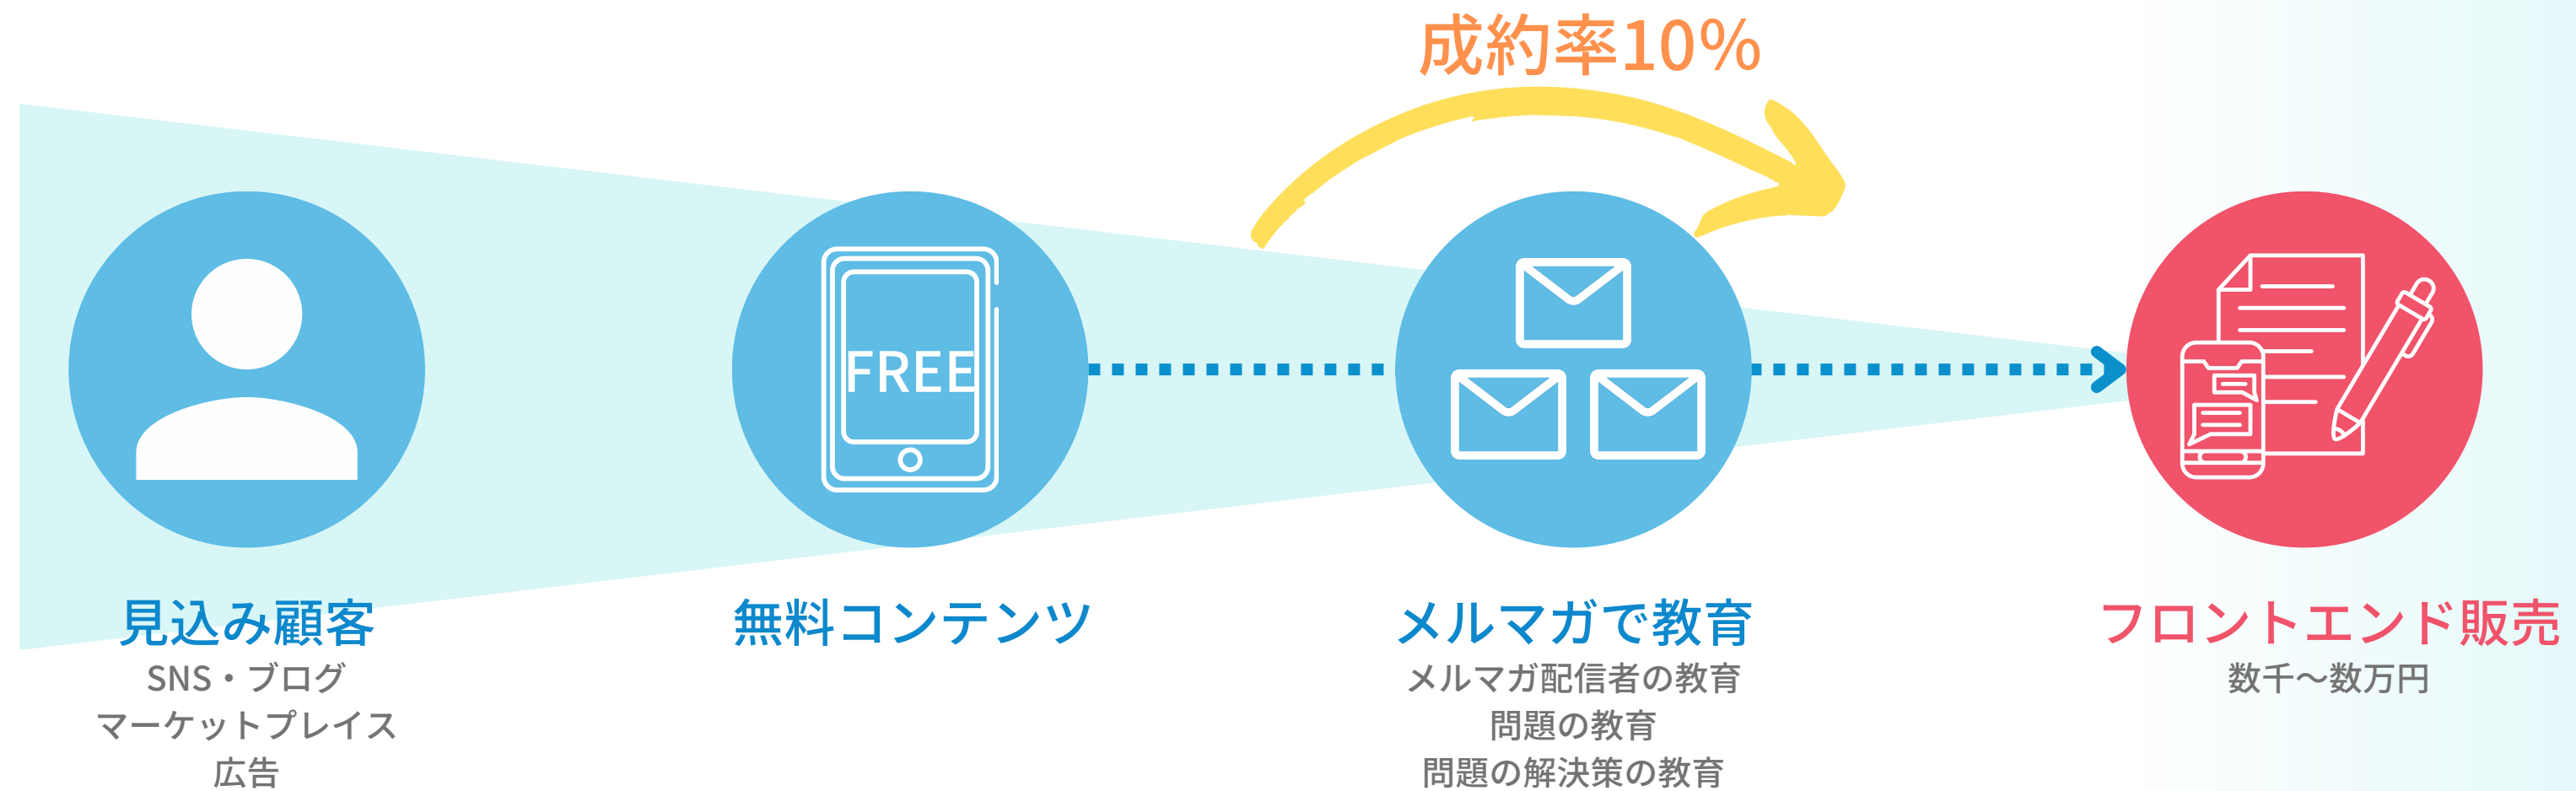 成約率10%
FREE
見込み顧客
SNS・ブログ
マーケットプレイス
広告
無料コンテンツ
メルマガで教育
メルマガ配信者の教育
問題の教育
問題の解決策の教育
フロントエンド販売
数千～数万円